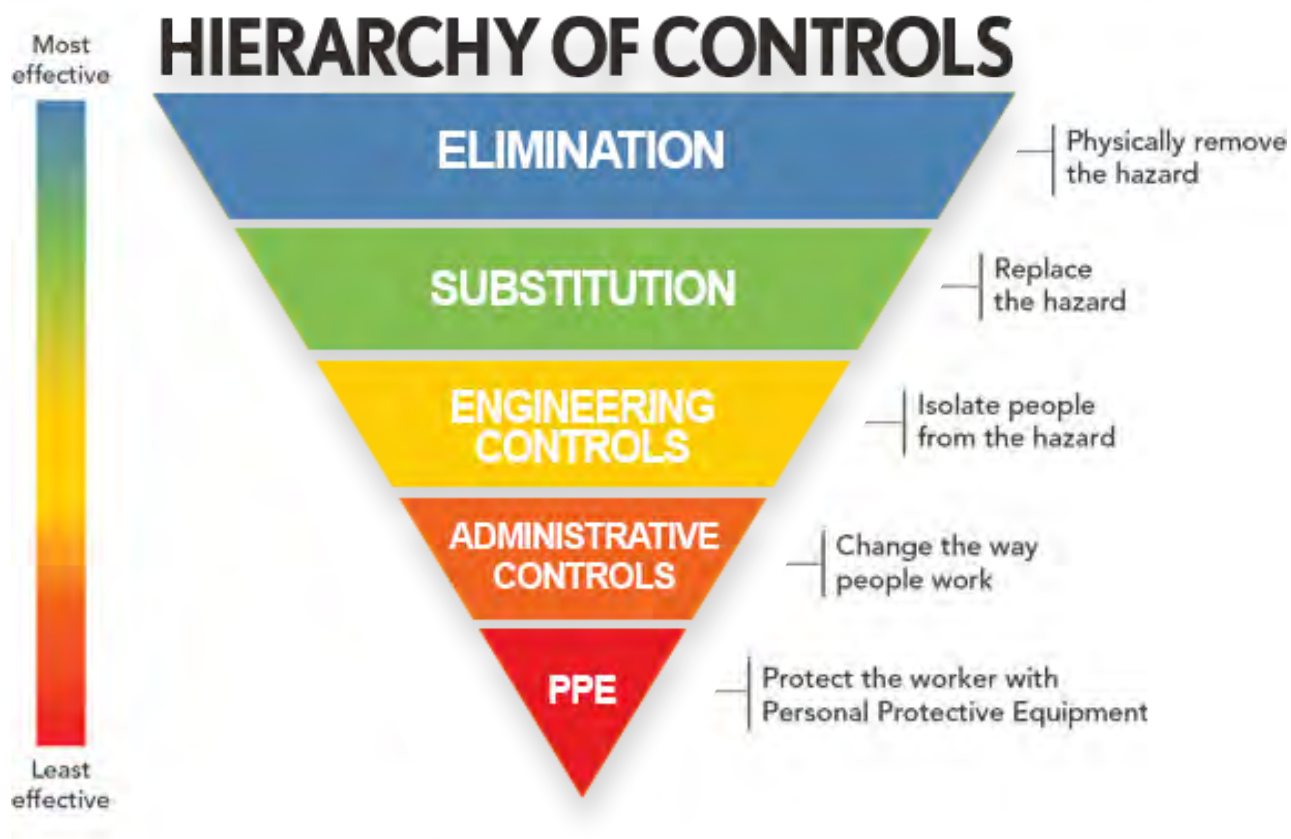 HIERARCHY OF CONTROLS
Most
effective
ELIMINATION
Physically remove
the hazard
SUBSTITUTION
Replace
the hazard
ENGINEERING
CONTROLS
Isolate people
from the hazard
ADMINISTRATIVE
CONTROLS
Change the way
people work
PPE
Protect the worker with
Personal Protective Equipment
Least
effective